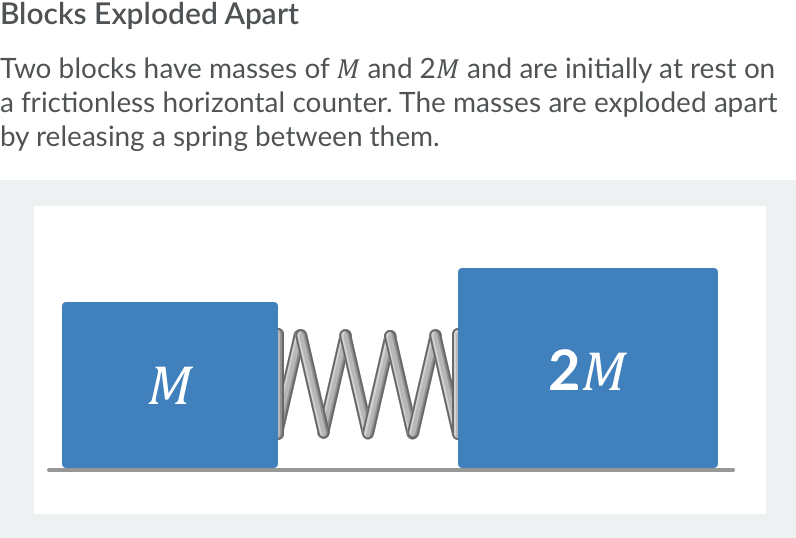 Blocks Exploded Apart
Two blocks have masses of M and 2M and are initially at rest on
a frictionless horizontal counter. The masses are exploded apart
by releasing a spring between them.
M
2M